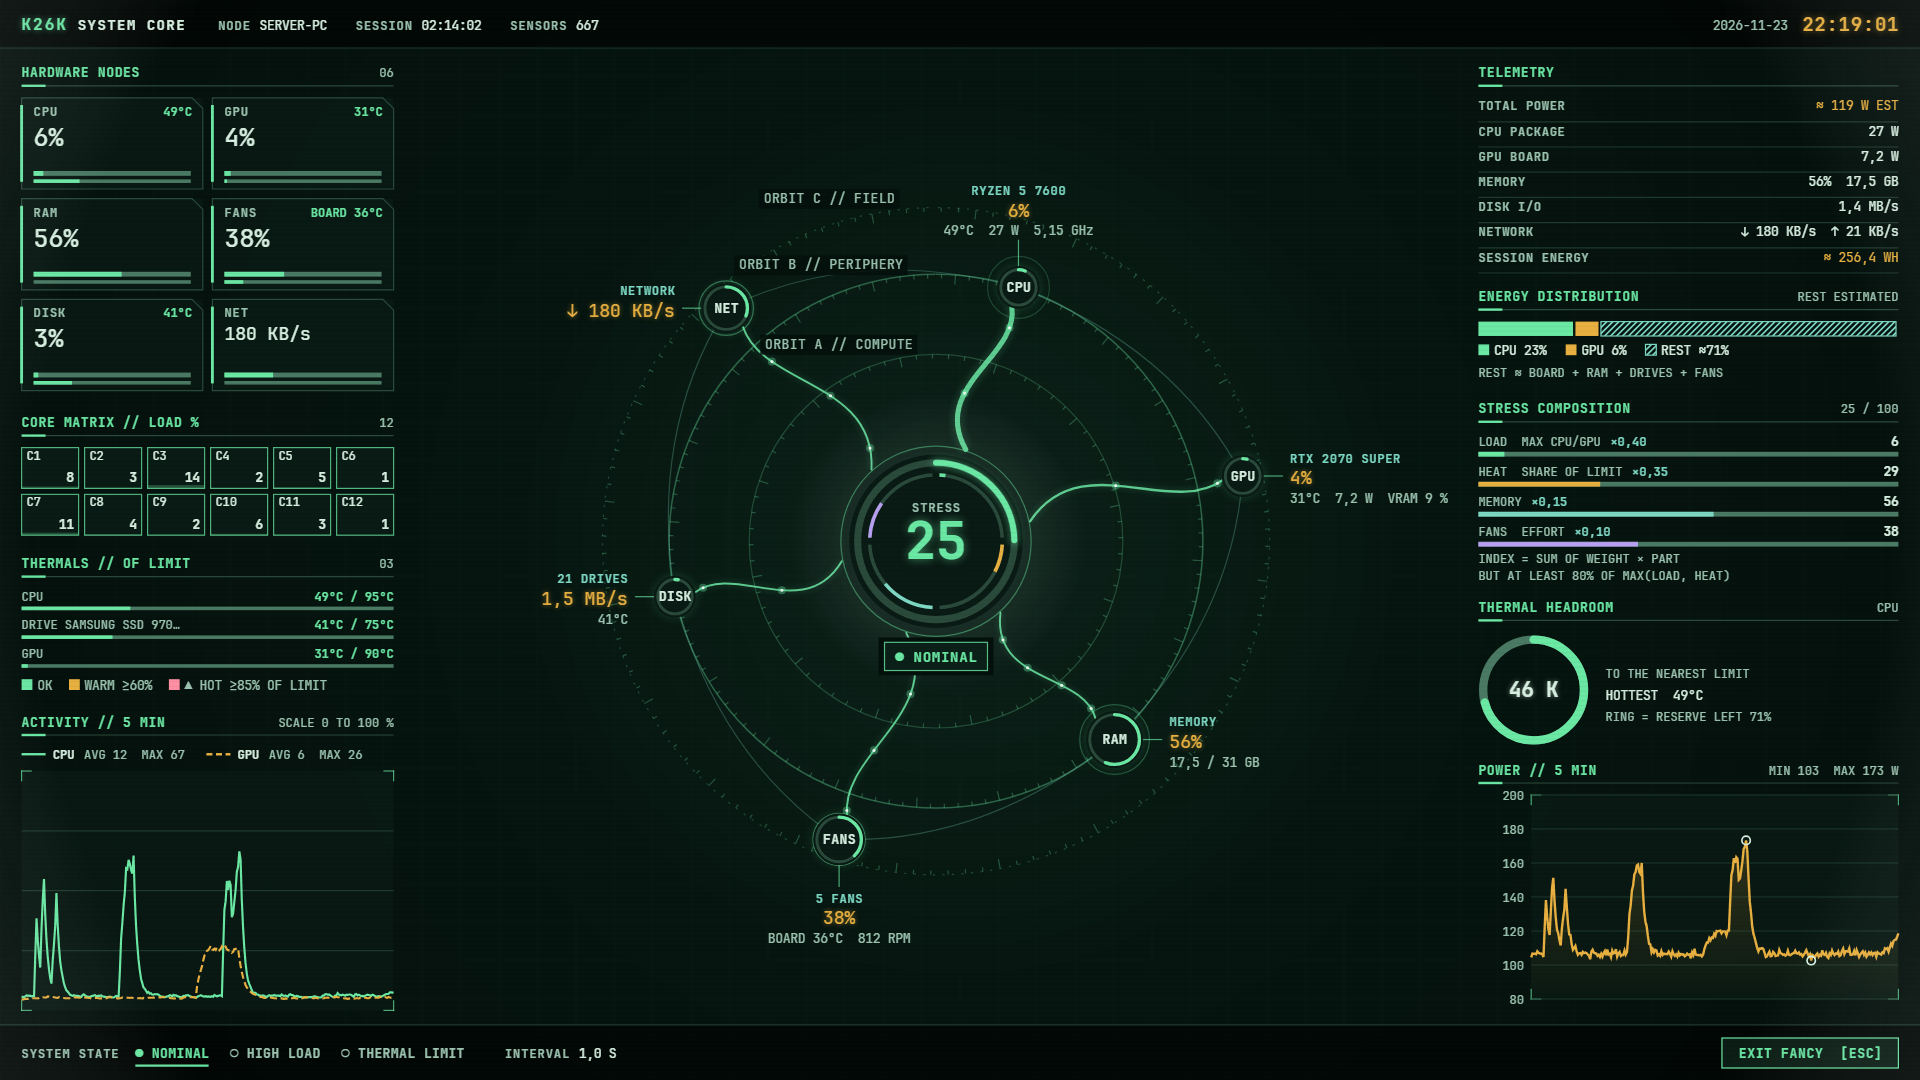 K26K SYSTEM CORE NODE SERVER-PC SESSION 02:14:02 SENSORS 667 2026-11-23 22:19:01
HARDWARE NODES 06
CPU 49°C
6%
GPU 31°C
4%
RAM
56%
FANS BOARD 36°C
38%
DISK 41°C
3%
NET
180 KB/s
CORE MATRIX // LOAD % 12
C1 8
C2 3
C3 14
C4 2
C5 5
C6 1
C7 11
C8 4
C9 2
C10 6
C11 3
C12 1
THERMALS // OF LIMIT 03
CPU 49°C / 95°C
DRIVE SAMSUNG SSD 970… 41°C / 75°C
GPU 31°C / 90°C
OK WARM ≥60% ▲ HOT ≥85% OF LIMIT
ACTIVITY // 5 MIN SCALE 0 TO 100 %
CPU AVG 12 MAX 67 GPU AVG 6 MAX 26
ORBIT C // FIELD
ORBIT B // PERIPHERY
ORBIT A // COMPUTE
RYZEN 5 7600
6%
49°C 27 W 5,15 GHz
CPU
NETWORK
↓ 180 KB/s
NET
RTX 2070 SUPER
4%
31°C 7,2 W VRAM 9 %
GPU
STRESS
25
NOMINAL
21 DRIVES
1,5 MB/s
41°C
DISK
MEMORY
56%
17,5 / 31 GB
RAM
FANS
5 FANS
38%
BOARD 36°C 812 RPM
TELEMETRY
TOTAL POWER ≈ 119 W EST
CPU PACKAGE 27 W
GPU BOARD 7,2 W
MEMORY 56% 17,5 GB
DISK I/O 1,4 MB/s
NETWORK ↓ 180 KB/s ↑ 21 KB/s
SESSION ENERGY ≈ 256,4 WH
ENERGY DISTRIBUTION REST ESTIMATED
CPU 23% GPU 6% REST ≈71%
REST ≈ BOARD + RAM + DRIVES + FANS
STRESS COMPOSITION 25 / 100
LOAD MAX CPU/GPU ×0,40 6
HEAT SHARE OF LIMIT ×0,35 29
MEMORY ×0,15 56
FANS EFFORT ×0,10 38
INDEX = SUM OF WEIGHT × PART
BUT AT LEAST 80% OF MAX(LOAD, HEAT)
THERMAL HEADROOM CPU
46 K
TO THE NEAREST LIMIT
HOTTEST 49°C
RING = RESERVE LEFT 71%
POWER // 5 MIN MIN 103 MAX 173 W
200
180
160
140
120
100
80
SYSTEM STATE NOMINAL HIGH LOAD THERMAL LIMIT INTERVAL 1,0 S EXIT FANCY [ESC]